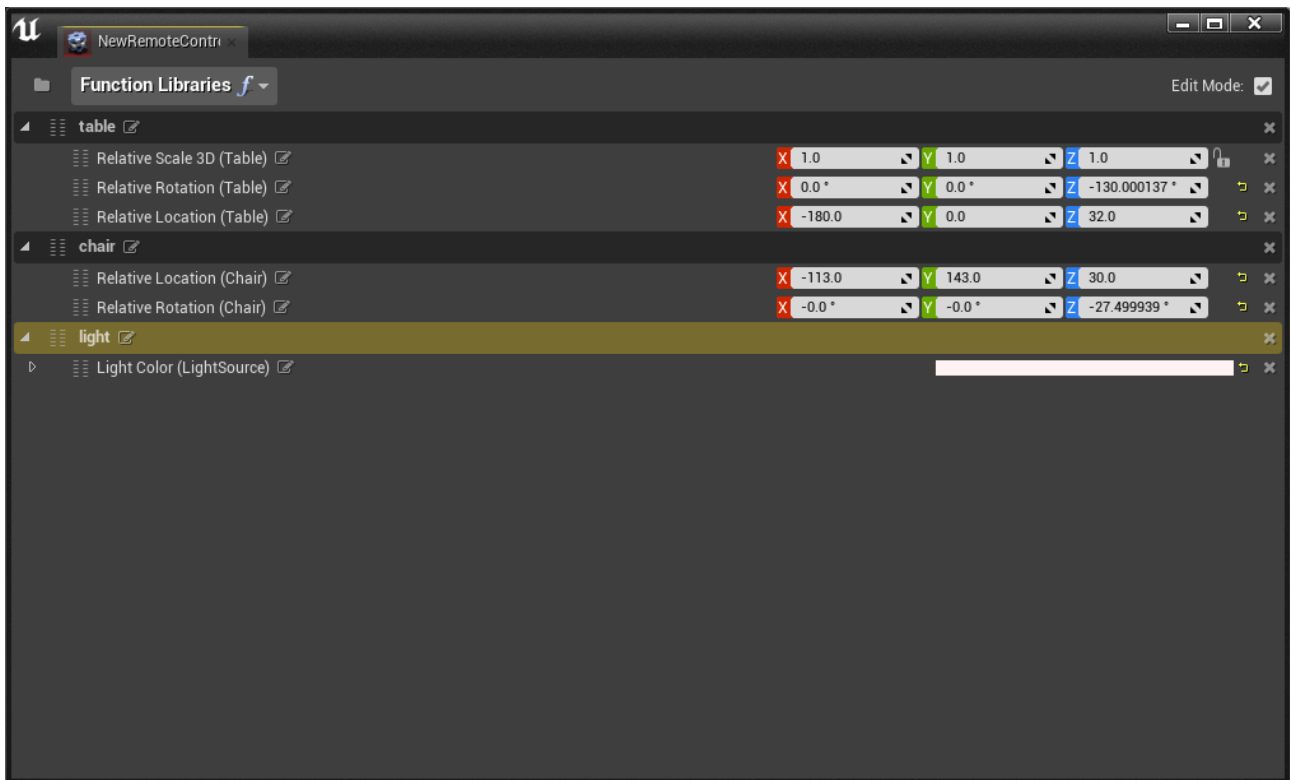 NewRemoteContr
Function Libraries f
Edit Mode:
table
Relative Scale 3D (Table) X 1.0 Y 1.0 Z 1.0
Relative Rotation (Table) X 0.0 ° Y 0.0 ° Z -130.000137 °
Relative Location (Table) X -180.0 Y 0.0 Z 32.0
chair
Relative Location (Chair) X -113.0 Y 143.0 Z 30.0
Relative Rotation (Chair) X -0.0 ° Y -0.0 ° Z -27.499939 °
light
Light Color (LightSource)